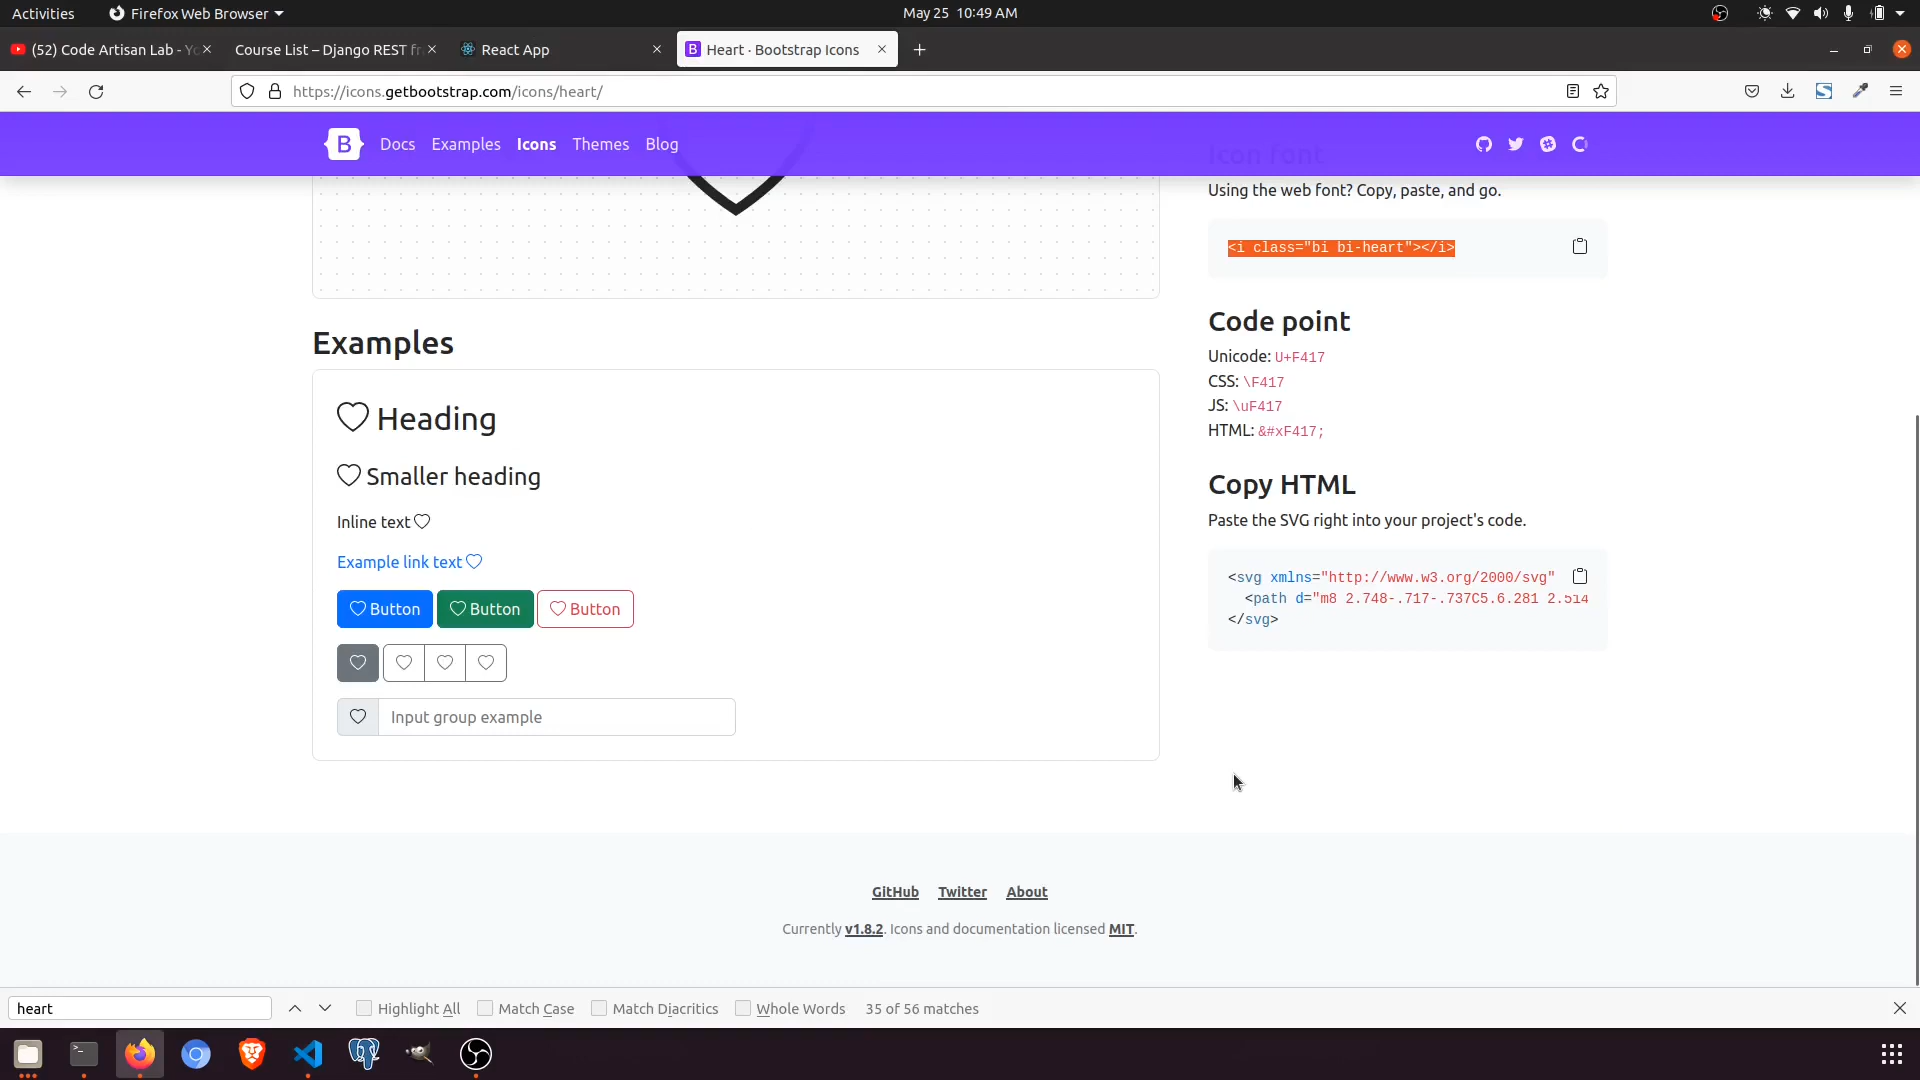 Activities
Firefox Web Browser
May 25 10:49 AM
(52) Code Artisan Lab - Yo
Course List – Django REST fr
React App
Heart · Bootstrap Icons
https://icons.getbootstrap.com/icons/heart/
B
Docs
Examples
Icons
Themes
Blog
Icon font
Using the web font? Copy, paste, and go.
<i class="bi bi-heart"></i>
Examples
Heading
Smaller heading
Inline text
Example link text
Button
Button
Button
Input group example
Code point
Unicode: U+F417
CSS: \F417
JS: \uF417
HTML: &#xF417;
Copy HTML
Paste the SVG right into your project's code.
<svg xmlns="http://www.w3.org/2000/svg"
<path d="m8 2.748-.717-.737C5.6.281 2.514
</svg>
GitHub
Twitter
About
Currently v1.8.2. Icons and documentation licensed MIT.
heart
Highlight All
Match Case
Match Diacritics
Whole Words
35 of 56 matches